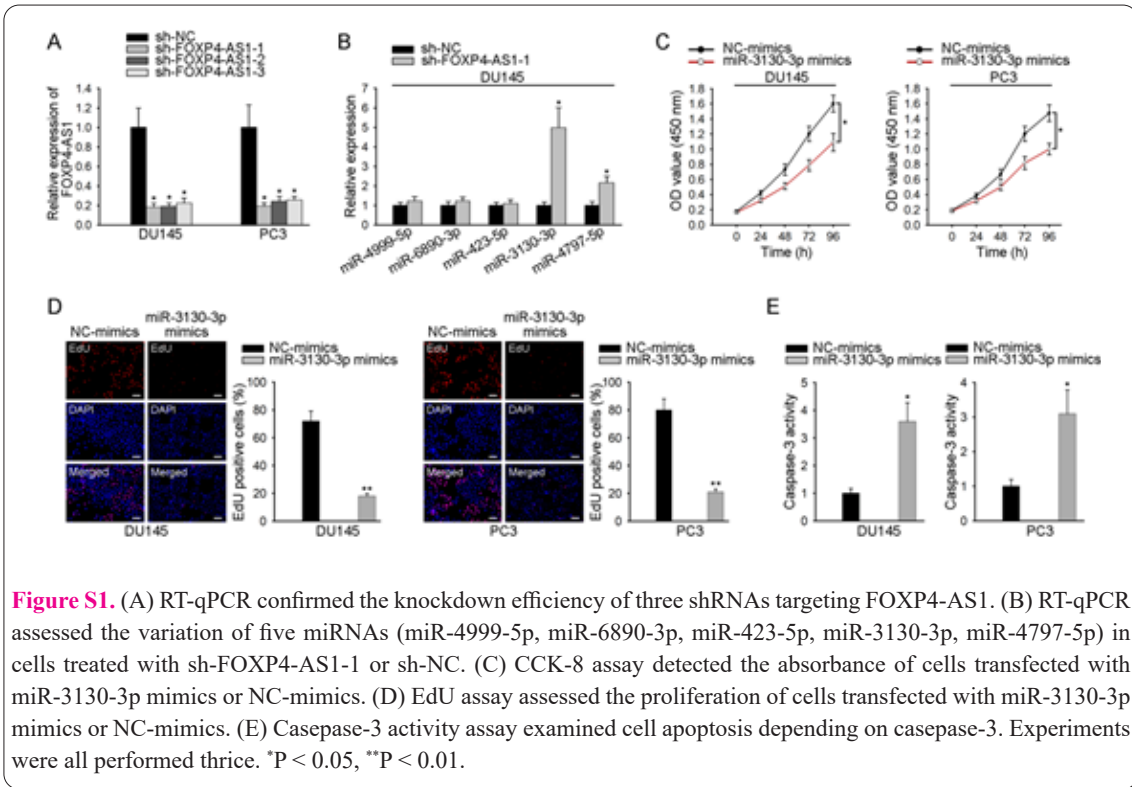 A
sh-NC
sh-FOXP4-AS1-1
sh-FOXP4-AS1-2
sh-FOXP4-AS1-3
Relative expression of
FOXP4-AS1
1.4
1.2
1.0
0.8
0.6
0.4
0.2
0.0
* * *
* * *
DU145
PC3
B
sh-NC
sh-FOXP4-AS1-1
DU145
Relative expression
7
6
5
4
2
1
0
*
*
miR-4999-5p
miR-6890-3p
miR-423-5p
miR-3130-3p
miR-4797-5p
C
NC-mimics
miR-3130-3p mimics
DU145
OD value (450 nm)
1.8
1.6
1.4
1.2
1.0
0.8
0.6
0.4
0.2
0.0
*
0 24 48 72 96
Time (h)
NC-mimics
miR-3130-3p mimics
PC3
OD value (450 nm)
1.8
1.6
1.4
1.2
1.0
0.8
0.6
0.4
0.2
0.0
*
0 24 48 72 96
Time (h)
D
NC-mimics
miR-3130-3p
mimics
EdU
DAPI
Merged
DU145
NC-mimics
miR-3130-3p mimics
EdU positive cells (%)
100
80
60
40
20
0
**
DU145
NC-mimics
miR-3130-3p
mimics
EdU
DAPI
Merged
PC3
NC-mimics
miR-3130-3p mimics
EdU positive cells (%)
100
80
60
40
20
0
**
PC3
E
NC-mimics
miR-3130-3p mimics
Caspase-3 activity
5
4
3
2
1
0
*
DU145
NC-mimics
miR-3130-3p mimics
Caspase-3 activity
4
3
2
1
0
*
PC3
Figure S1. (A) RT-qPCR confirmed the knockdown efficiency of three shRNAs targeting FOXP4-AS1. (B) RT-qPCR
assessed the variation of five miRNAs (miR-4999-5p, miR-6890-3p, miR-423-5p, miR-3130-3p, miR-4797-5p) in
cells treated with sh-FOXP4-AS1-1 or sh-NC. (C) CCK-8 assay detected the absorbance of cells transfected with
miR-3130-3p mimics or NC-mimics. (D) EdU assay assessed the proliferation of cells transfected with miR-3130-3p
mimics or NC-mimics. (E) Casepase-3 activity assay examined cell apoptosis depending on casepase-3. Experiments
were all performed thrice. *P < 0.05, **P < 0.01.